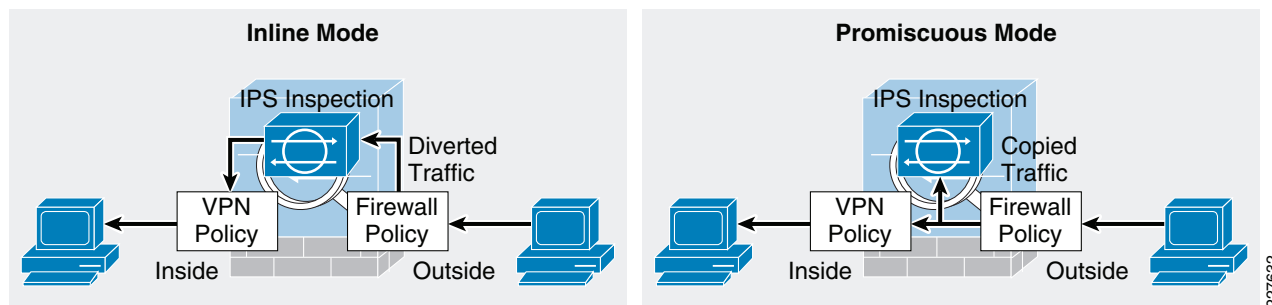 Inline Mode
IPS Inspection
Diverted
Traffic
VPN
Policy
Firewall
Policy
Inside
Outside
Promiscuous Mode
IPS Inspection
Copied
Traffic
VPN
Policy
Firewall
Policy
Inside
Outside